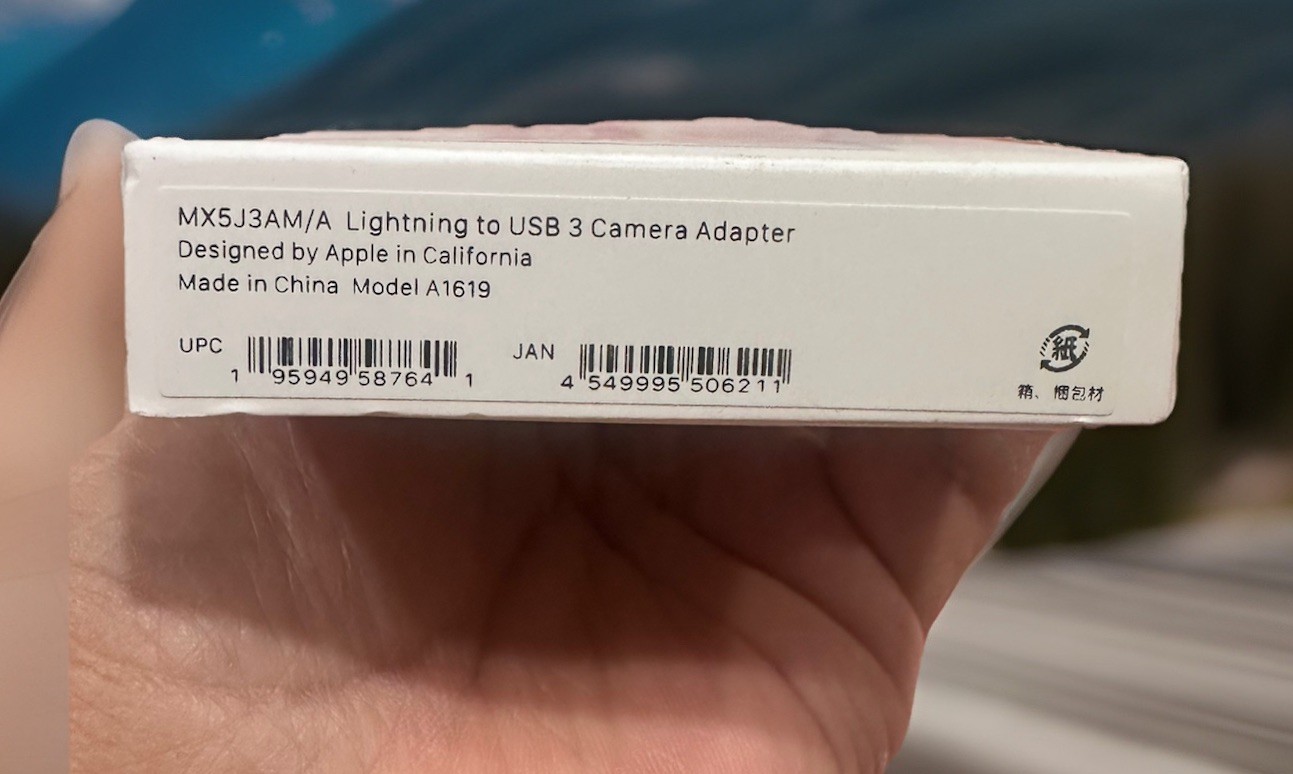 MX5J3AM/A Lightning to USB 3 Camera Adapter
Designed by Apple in California
Made in China Model A1619
UPC 1 95949 58764 1
JAN 4 549995 506211
紙
箱、梱包材